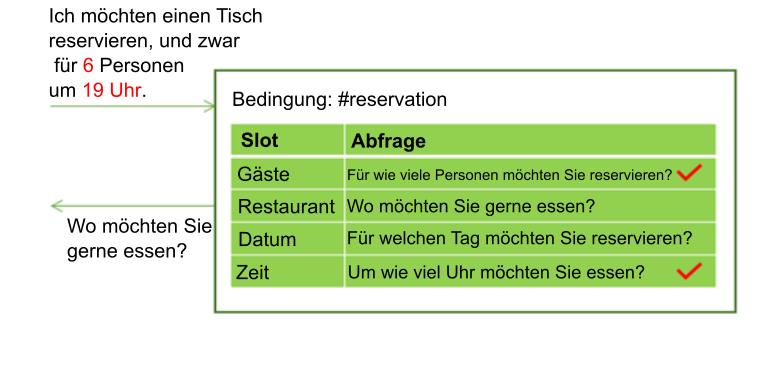 Ich möchten einen Tisch
reservieren, und zwar
für 6 Personen
um 19 Uhr.
Bedingung: #reservation
Slot Abfrage
Gäste Für wie viele Personen möchten Sie reservieren?
Restaurant Wo möchten Sie gerne essen?
Datum Für welchen Tag möchten Sie reservieren?
Zeit Um wie viel Uhr möchten Sie essen?
Wo möchten Sie
gerne essen?